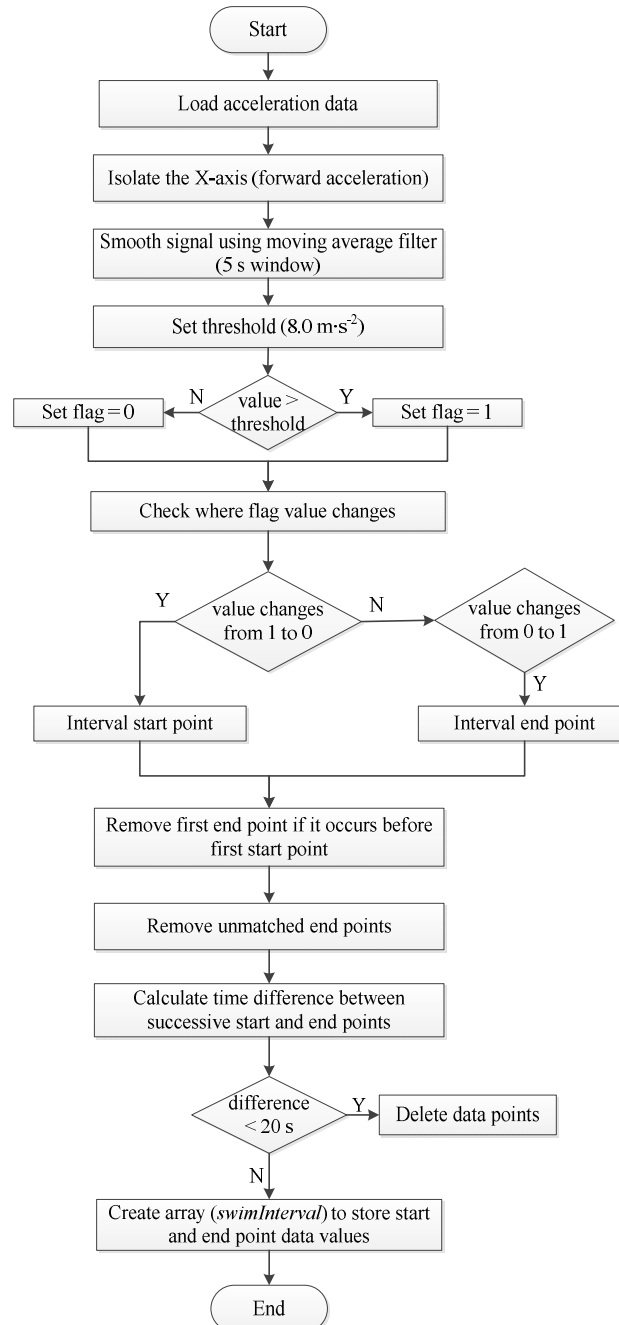 Start
Load acceleration data
Isolate the X-axis (forward acceleration)
Smooth signal using moving average filter
(5 s window)
Set threshold (8.0 m·s⁻²)
Set flag = 0
N
value >
threshold
Y
Set flag = 1
Check where flag value changes
Y
value changes
from 1 to 0
N
value changes
from 0 to 1
Y
Interval start point
Interval end point
Remove first end point if it occurs before
first start point
Remove unmatched end points
Calculate time difference between
successive start and end points
difference
< 20 s
Y
Delete data points
N
Create array (swimInterval) to store start
and end point data values
End